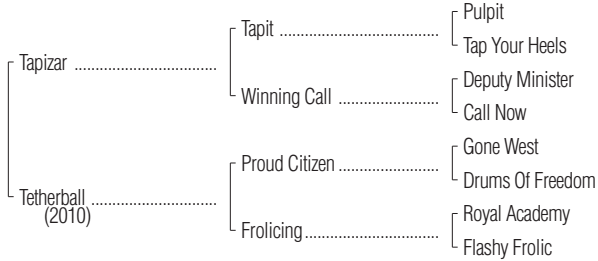 Pulpit
Tapit ..................................
Tap Your Heels
Tapizar ..............................
Deputy Minister
Winning Call .....................
Call Now
Gone West
Proud Citizen .....................
Drums Of Freedom
Tetherball ..........................
(2010)
Royal Academy
Frolicing............................
Flashy Frolic